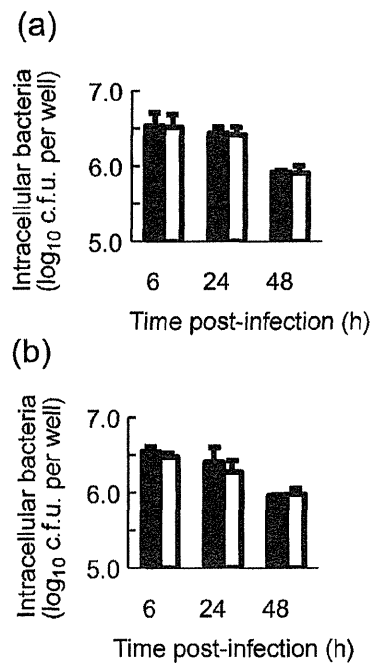 (a)
Intracellular bacteria
(log10 c.f.u. per well)
7.0
6.0
5.0
6 24 48
Time post-infection (h)
(b)
Intracellular bacteria
(log10 c.f.u. per well)
7.0
6.0
5.0
6 24 48
Time post-infection (h)